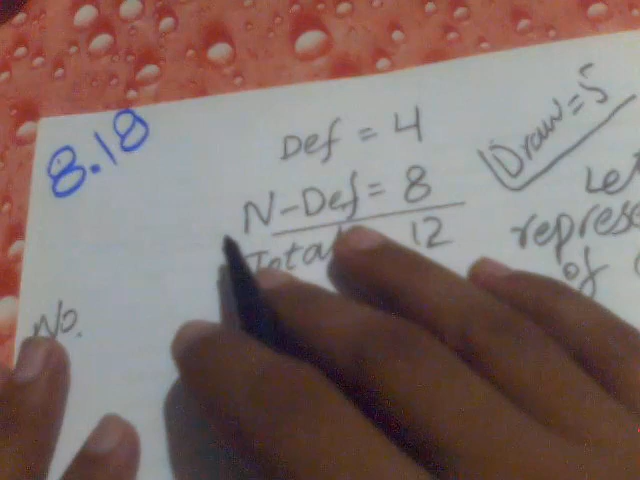 8.18
Def = 4
N-Def = 8
Total 12
Draw = 5
Let
represe
of
No.